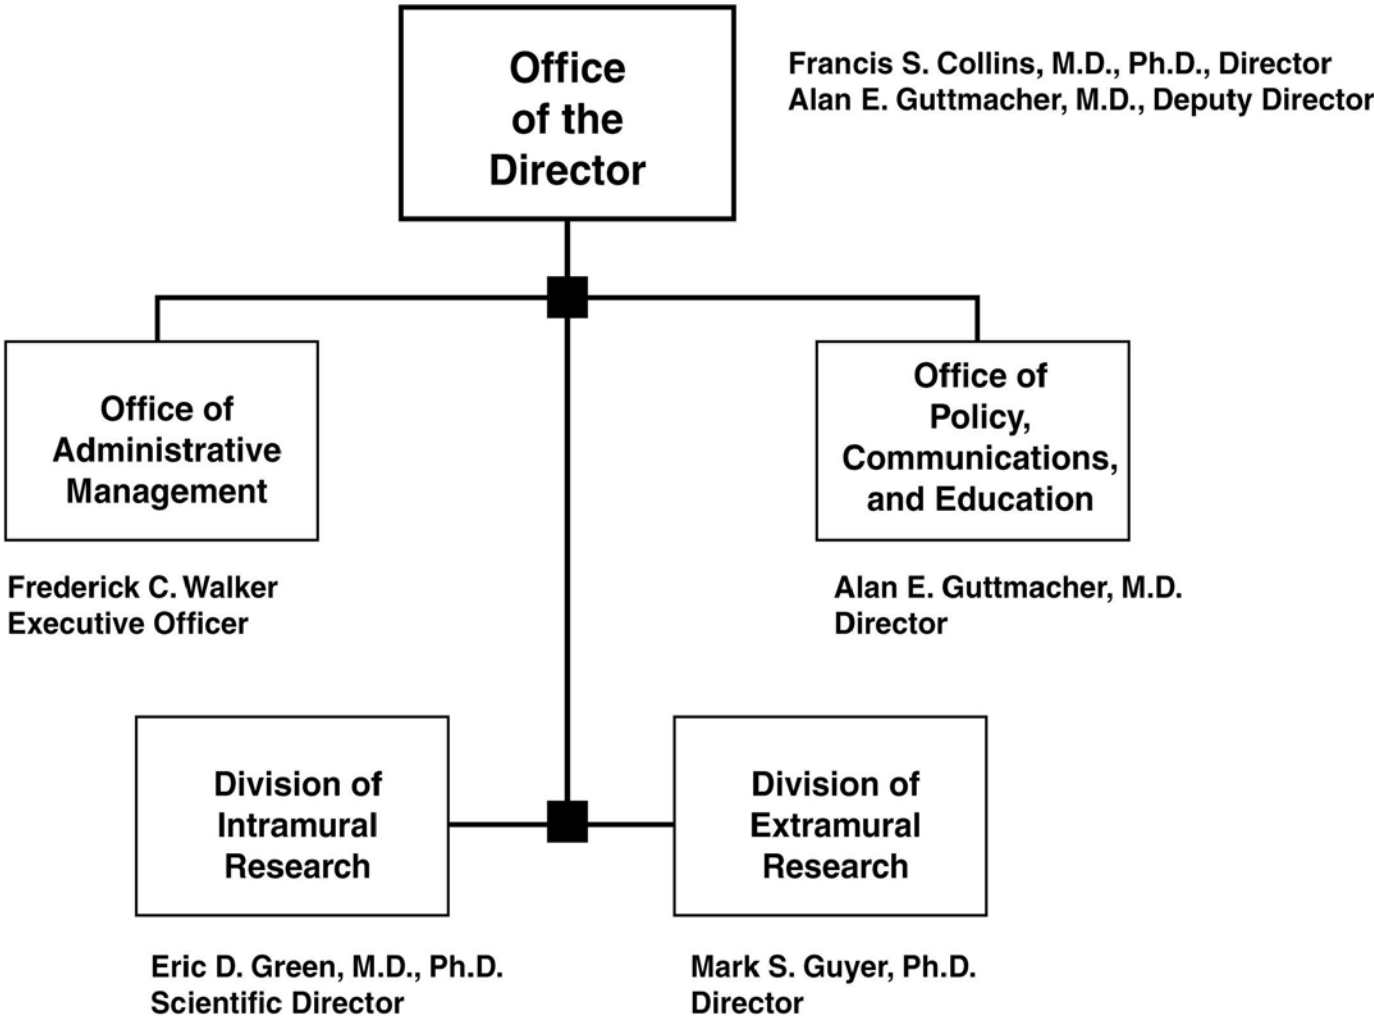 Office
of the
Director
Francis S. Collins, M.D., Ph.D., Director
Alan E. Guttmacher, M.D., Deputy Director
Office of
Administrative
Management
Frederick C. Walker
Executive Officer
Office of
Policy,
Communications,
and Education
Alan E. Guttmacher, M.D.
Director
Division of
Intramural
Research
Eric D. Green, M.D., Ph.D.
Scientific Director
Division of
Extramural
Research
Mark S. Guyer, Ph.D.
Director